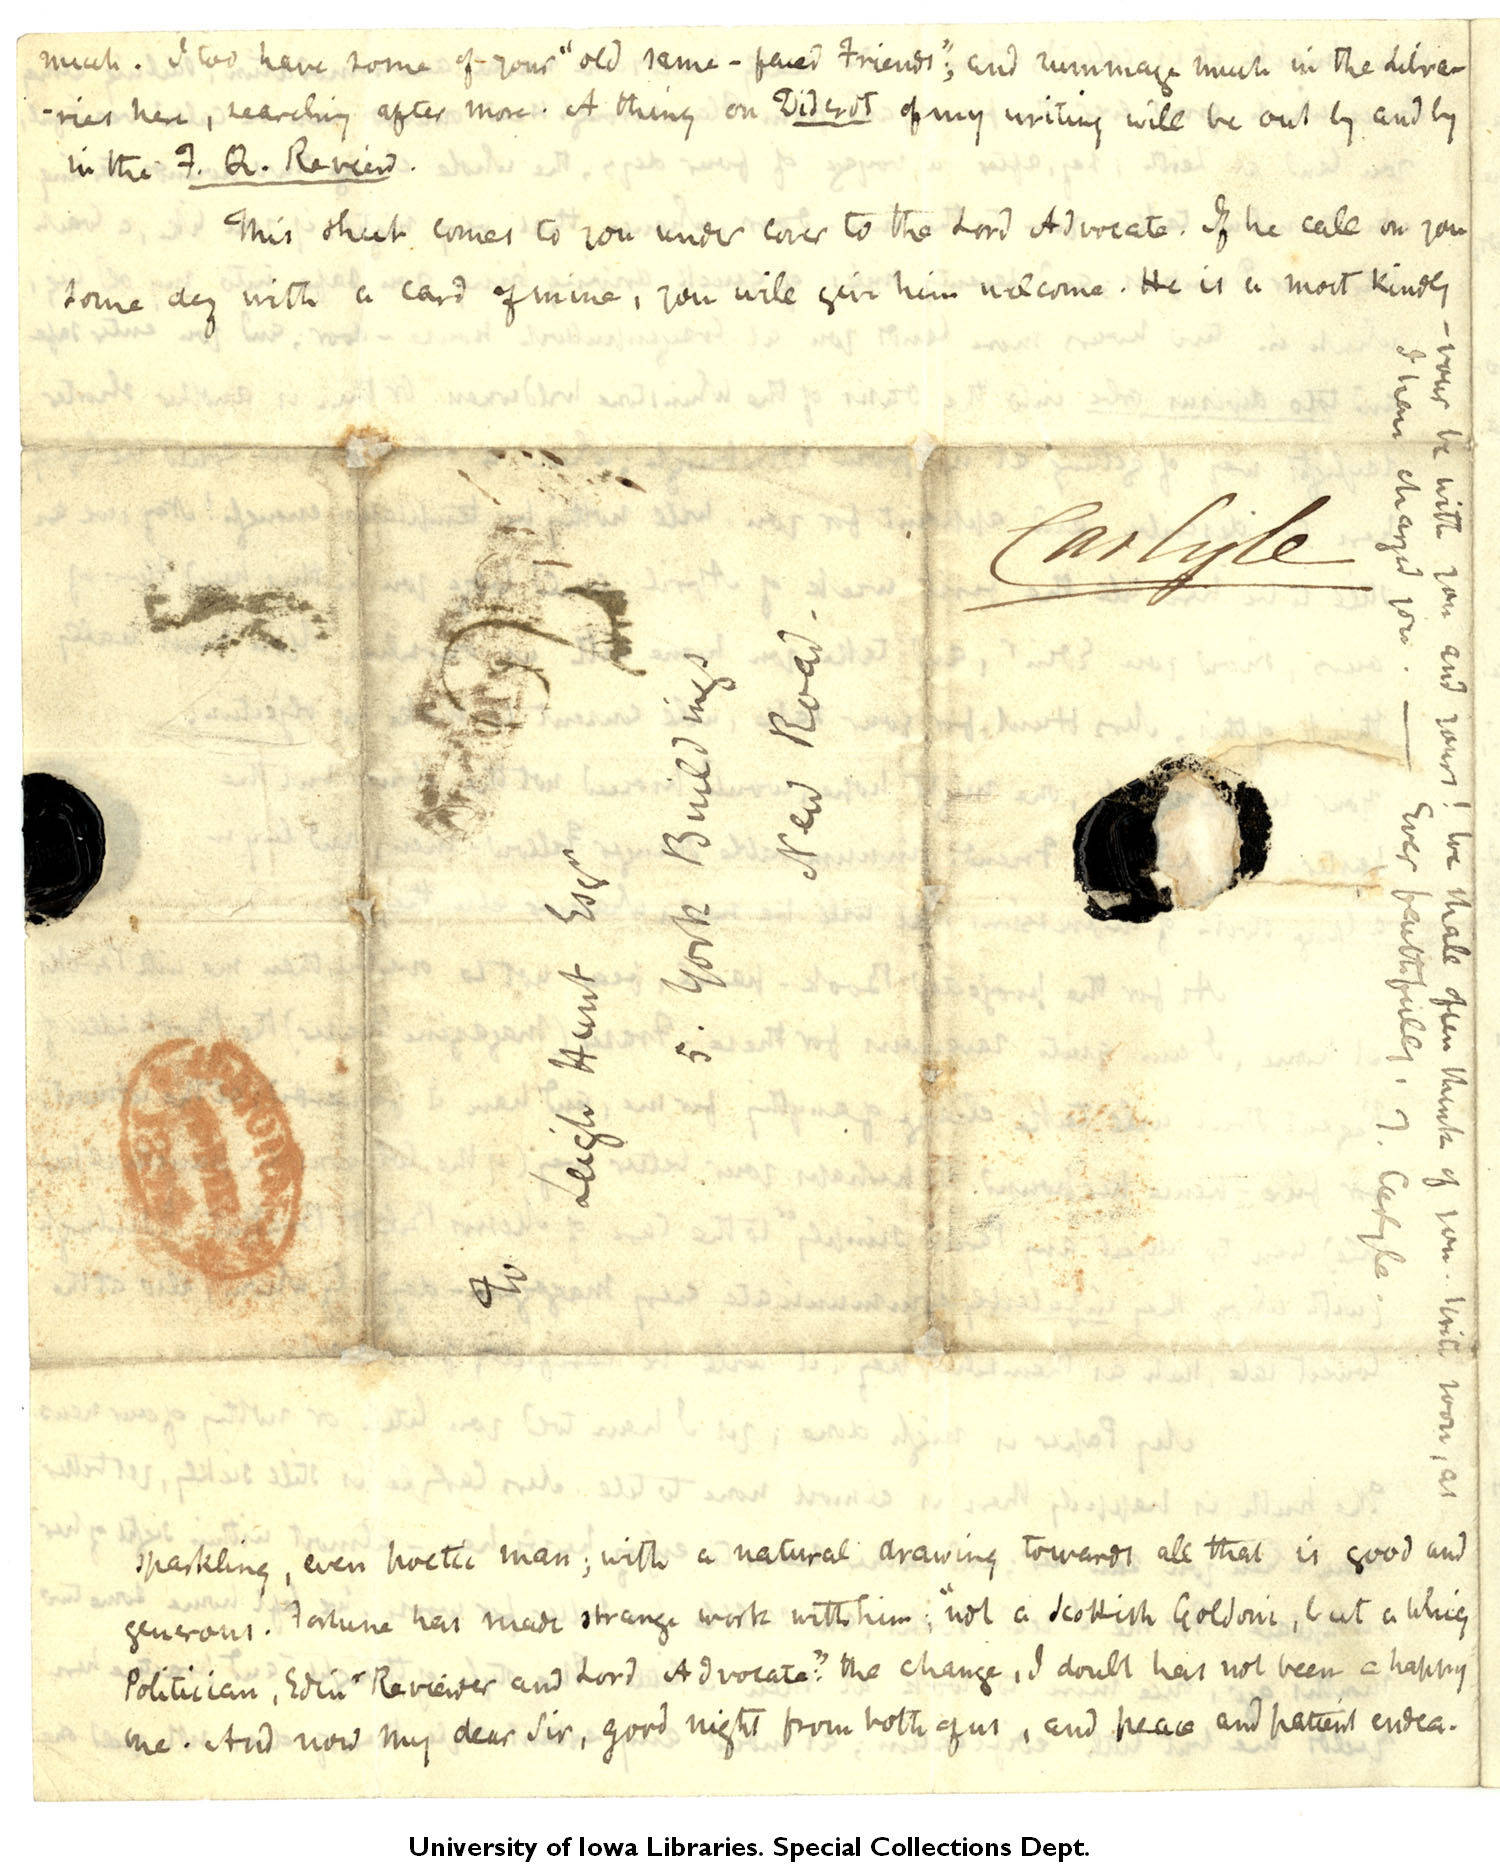 much. I too have some of your "old same-faced Friends"; and rummage much in the Libra-
-ries here, searching after more. A thing on Diderot of my writing will be out by and by
in the F. Q. Review.
This sheet comes to you under cover to the Lord Advocate. If he call on you
some day with a card of mine, you will give him welcome. He is a most kindly
sparkling, even poetic man; with a natural drawing towards all that is good and
generous. Fortune has made strange work with him; "not a Scottish Goldoni, but a Whig
Politician, Edinr Reviewer and Lord Advocate": the change, I doubt has not been a happy
one. And now my dear Sir, good night from both of us, and peace and patient endea-
-vour be with you and yours! We shall often think of you. Write soon, as
I have charged you. —
Ever faithfully,
T. Carlyle.
Carlyle
To
Leigh Hunt Esqr
5. York Buildings
New Road.
University of Iowa Libraries. Special Collections Dept.